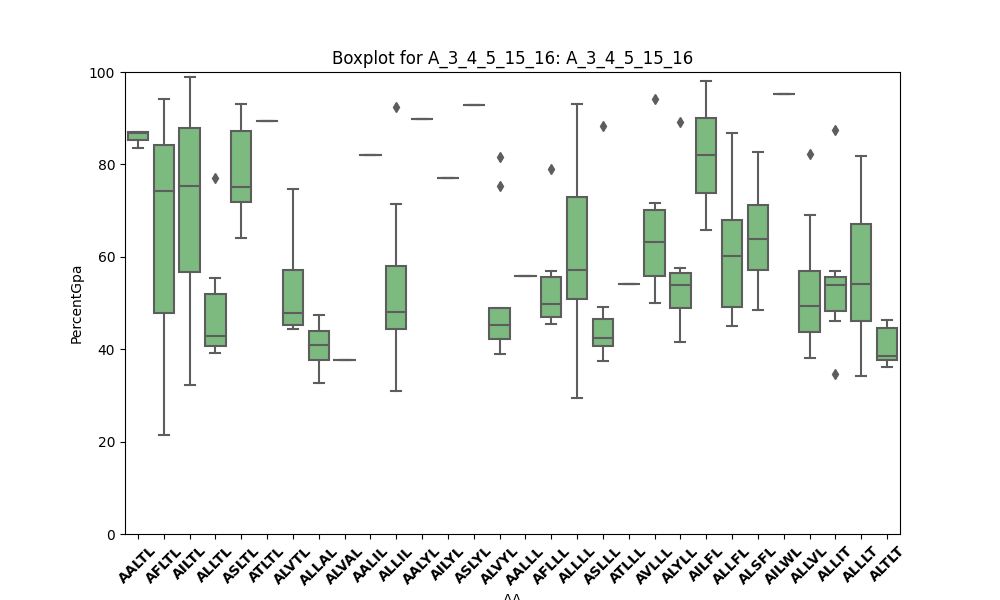 Boxplot for A_3_4_5_15_16: A_3_4_5_15_16
100
80
60
40
20
0
PercentGpa
AALTL
AFLTL
AILTL
ALLTL
ASLTL
ATLTL
ALVTL
ALLAL
ALVAL
AALIL
ALLIL
AALYL
AILYL
ASLYL
ALVYL
AALLL
AFLLL
ALLLL
ASLLL
ATLLL
AVLLL
ALYLL
AILFL
ALLFL
ALSFL
AILWL
ALLVL
ALLIT
ALLLT
ALTLT
AA